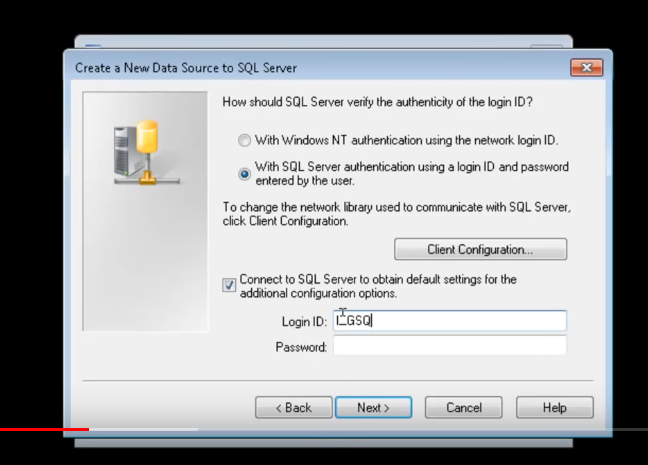 Create a New Data Source to SQL Server
How should SQL Server verify the authenticity of the login ID?
With Windows NT authentication using the network login ID.
With SQL Server authentication using a login ID and password
entered by the user.
To change the network library used to communicate with SQL Server,
click Client Configuration.
Client Configuration...
Connect to SQL Server to obtain default settings for the
additional configuration options.
Login ID:
Password:
< Back Next > Cancel Help